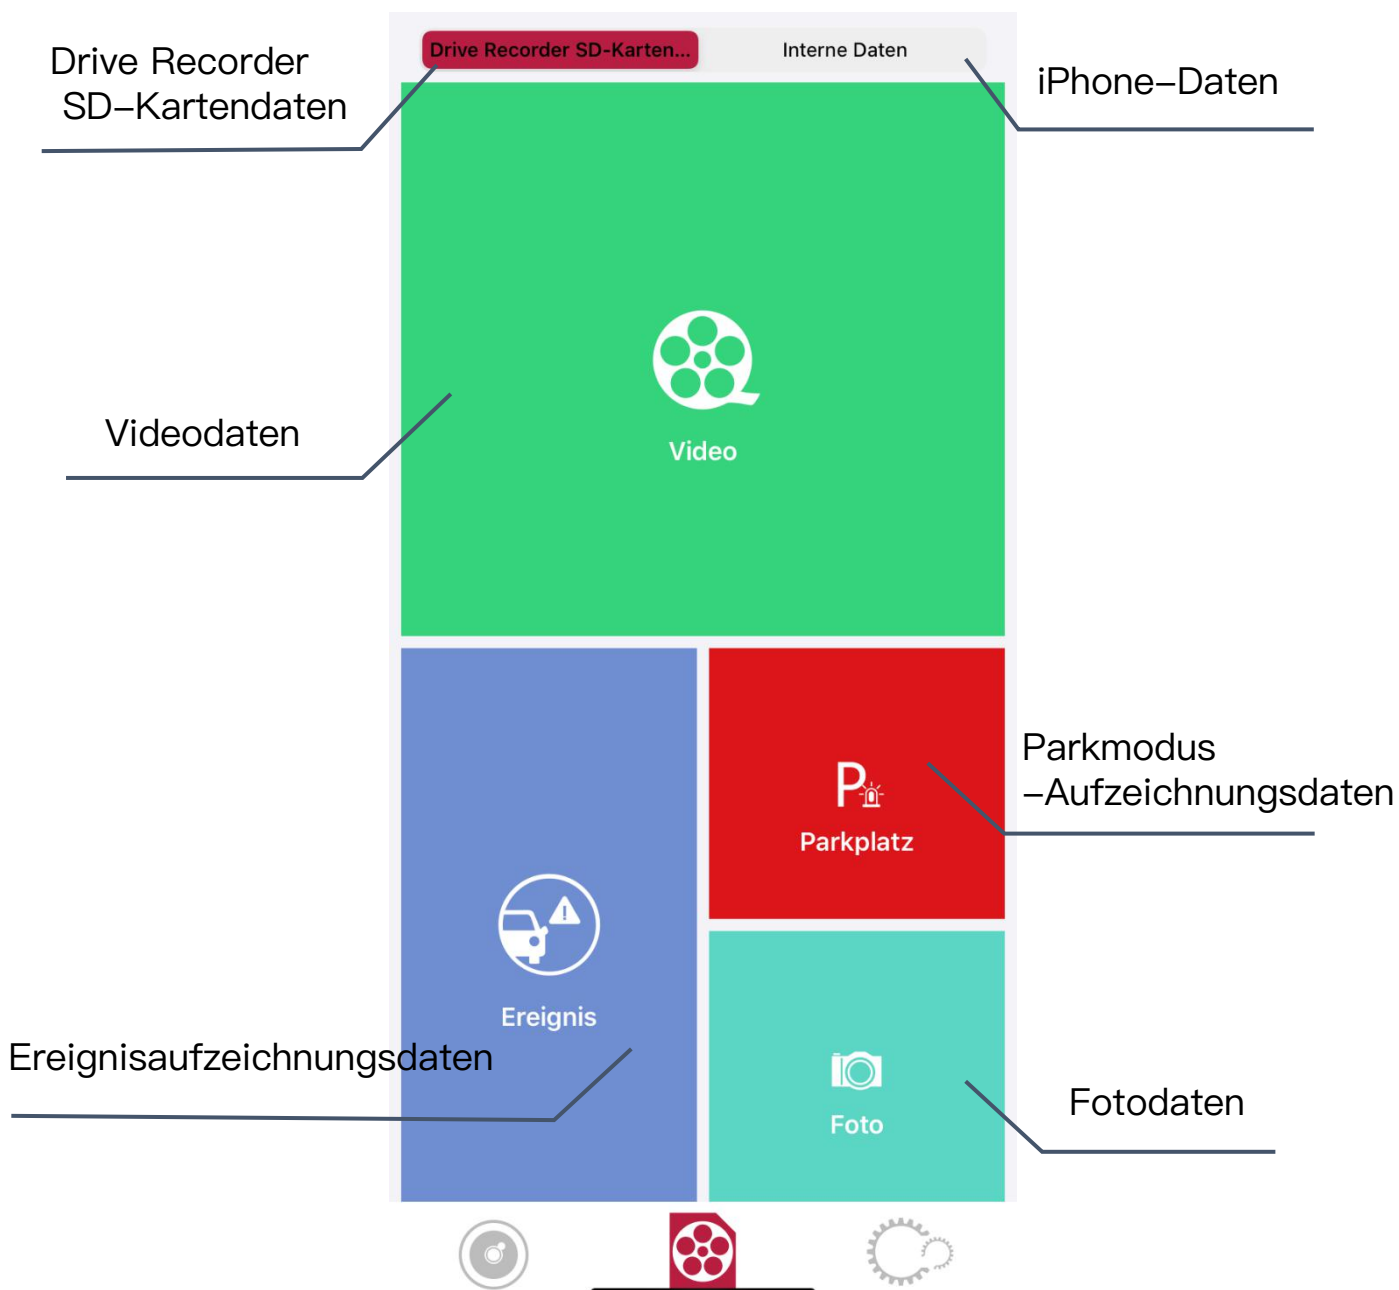 Drive Recorder
SD-Kartendaten
Drive Recorder SD-Karten...
Interne Daten
iPhone-Daten
Videodaten
Video
Parkmodus
-Aufzeichnungsdaten
P
Parkplatz
Ereignis
Ereignisaufzeichnungsdaten
Foto
Fotodaten